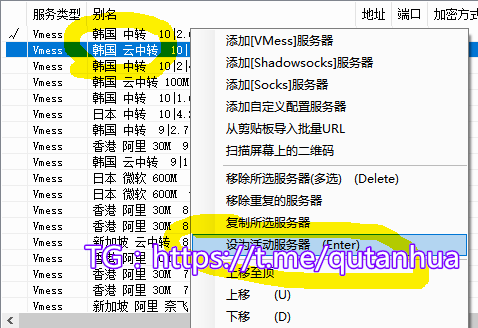 服务类型 别名 地址 端口 加密方式
✓ Vmess 韩国 中转 10|2.
Vmess 韩国 云中转 10|
Vmess 韩国 中转 10|2
Vmess 韩国 云中转 100M
Vmess 韩国 中转 10|1.
Vmess 日本 中转 10|
Vmess 韩国 中转 9|2.7
Vmess 香港 阿里 30M 9
Vmess 韩国 云中转 9|1
Vmess 日本 微软 600M
Vmess 日本 微软 600M
Vmess 香港 阿里 30M 8
Vmess 香港 阿里 30M 8
Vmess 新加坡 云中转 8
Vmess
Vmess 香港 阿里 30M
Vmess 香港 阿里 30M
Vmess 新加坡 阿里 奈飞
添加[VMess]服务器
添加[Shadowsocks]服务器
添加[Socks]服务器
添加自定义配置服务器
从剪贴板导入批量URL
扫描屏幕上的二维码
移除所选服务器(多选) (Delete)
移除重复的服务器
复制所选服务器
设为活动服务器 (Enter)
TG：https://t.me/qutanhua
上移至顶
上移 (U)
下移 (D)